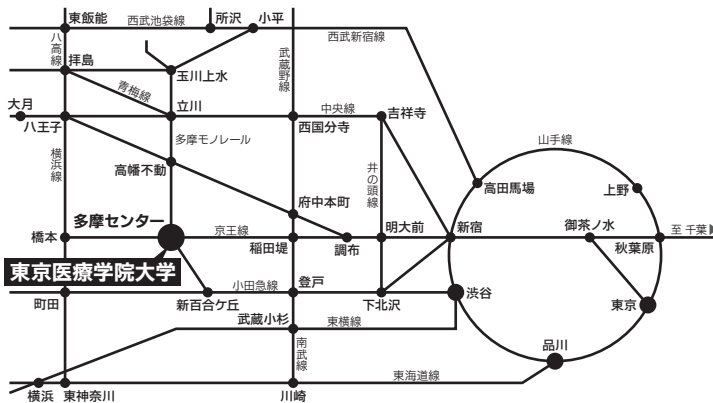 東飯能
西武池袋線
所沢
小平
西武新宿線
八高線
拝島
玉川上水
武蔵野線
青梅線
大月
立川
中央線
吉祥寺
八王子
西国分寺
多摩モノレール
山手線
横浜線
高幡不動
井の頭線
高田馬場
上野
府中本町
多摩センター
御茶ノ水
橋本
京王線
稲田堤
調布
明大前
新宿
秋葉原
至 千葉
東京医療学院大学
小田急線
登戸
町田
新百合ケ丘
下北沢
渋谷
東京
武蔵小杉
東横線
品川
南武線
東海道線
横浜
東神奈川
川崎